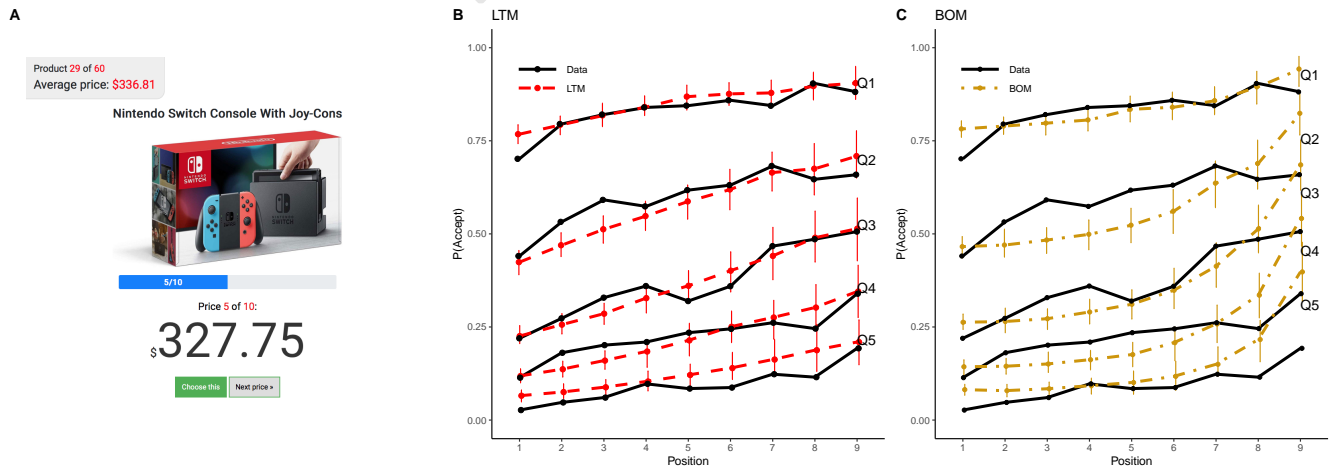 A
Product 29 of 60
Average price: $336.81
Nintendo Switch Console With Joy-Cons
NINTENDO
SWITCH
5/10
Price 5 of 10:
$327.75
Choose this
Next price »
B
LTM
1.00
0.75
0.50
0.25
0.00
P(Accept)
Data
LTM
Q1
Q2
Q3
Q4
Q5
1 2 3 4 5 6 7 8 9
Position
C
BOM
1.00
0.75
0.50
0.25
0.00
P(Accept)
Data
BOM
Q1
Q2
Q3
Q4
Q5
1 2 3 4 5 6 7 8 9
Position